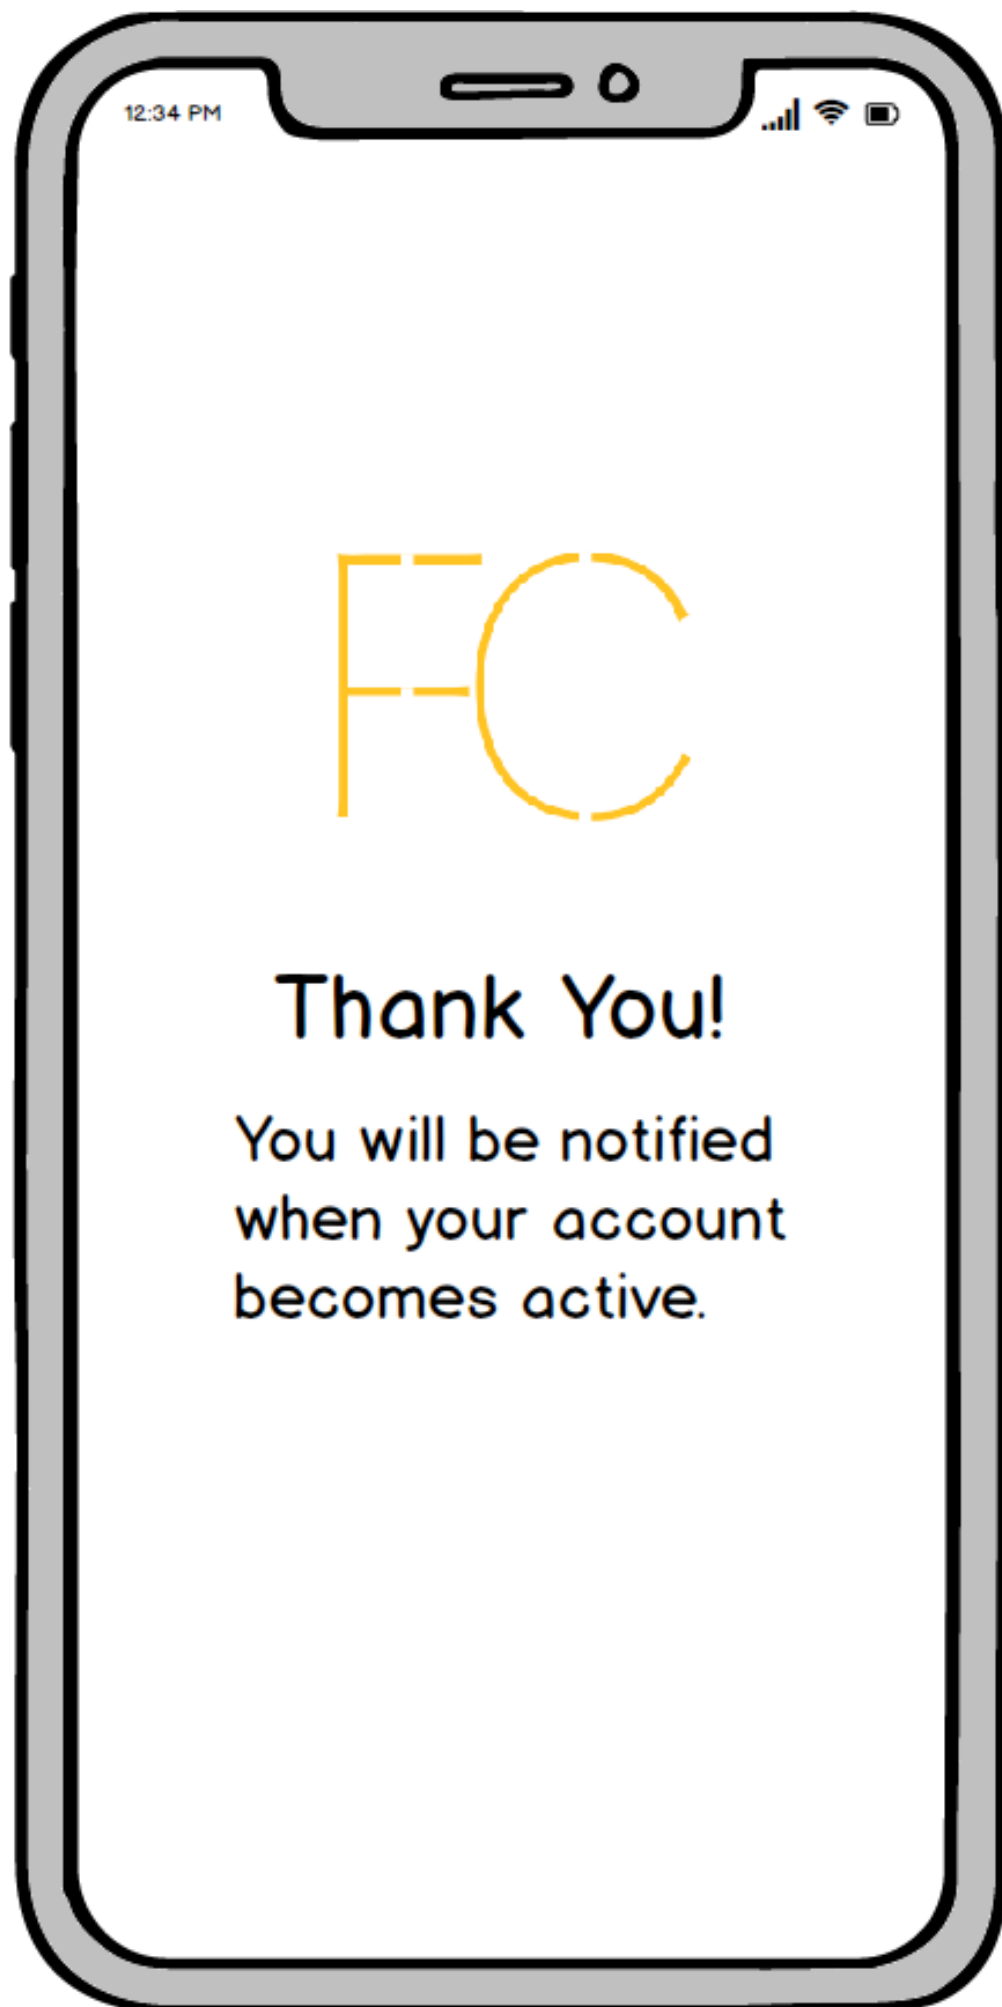 12:34 PM
FC
Thank You!
You will be notified
when your account
becomes active.